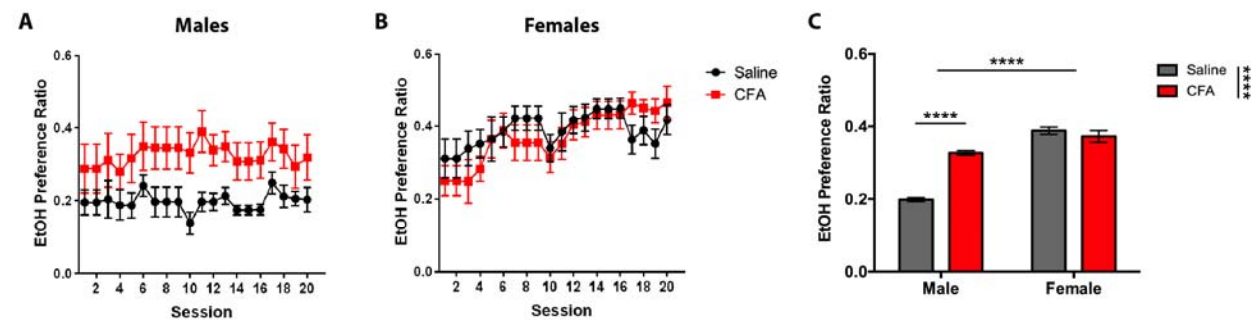 A Males
EtOH Preference Ratio
0.6
0.4
0.2
0.0
2 4 6 8 10 12 14 16 18 20
Session
B Females
EtOH Preference Ratio
0.6
0.4
0.2
0.0
2 4 6 8 10 12 14 16 18 20
Session
Saline
CFA
C
EtOH Preference Ratio
0.6
0.4
0.2
0.0
****
****
Male Female
Saline
CFA
****